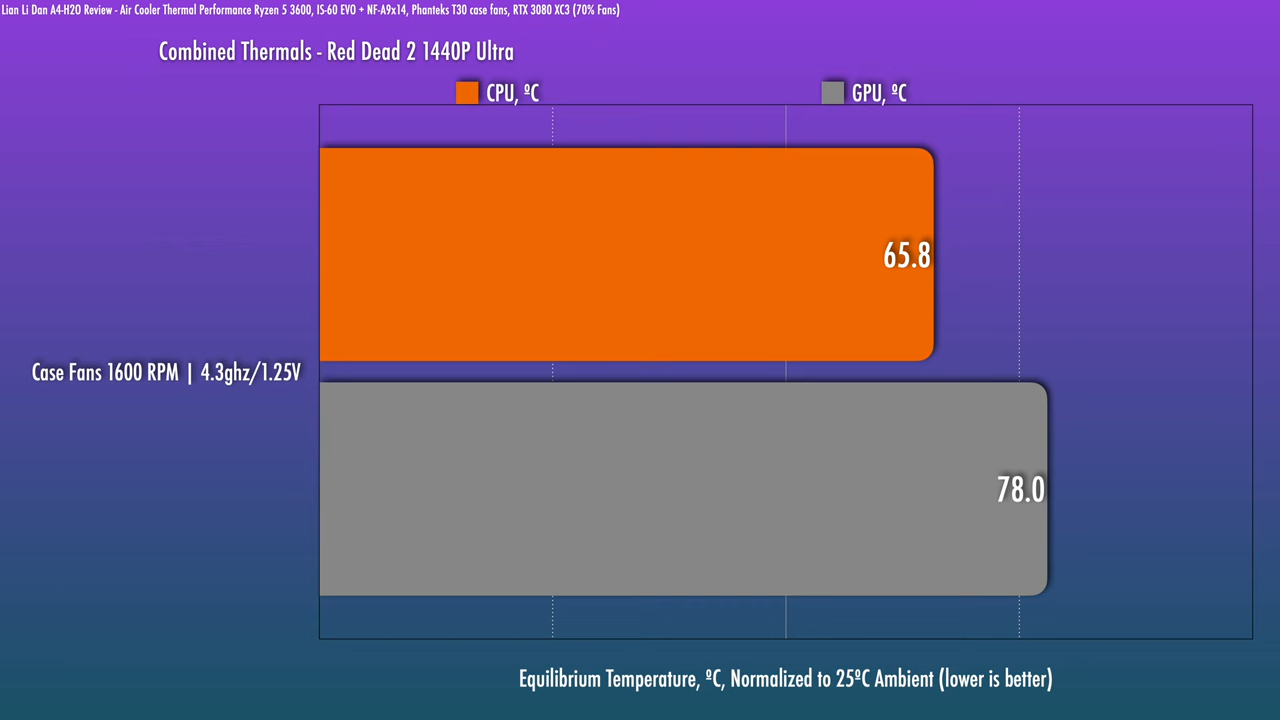 Lian Li Dan A4-H2O Review - Air Cooler Thermal Performance Ryzen 5 3600, IS-60 EVO + NF-A9x14, Phanteks T30 case fans, RTX 3080 XC3 (70% Fans)
Combined Thermals - Red Dead 2 1440P Ultra
CPU, ºC
GPU, ºC
65.8
Case Fans 1600 RPM | 4.3ghz/1.25V
78.0
Equilibrium Temperature, ºC, Normalized to 25ºC Ambient (lower is better)